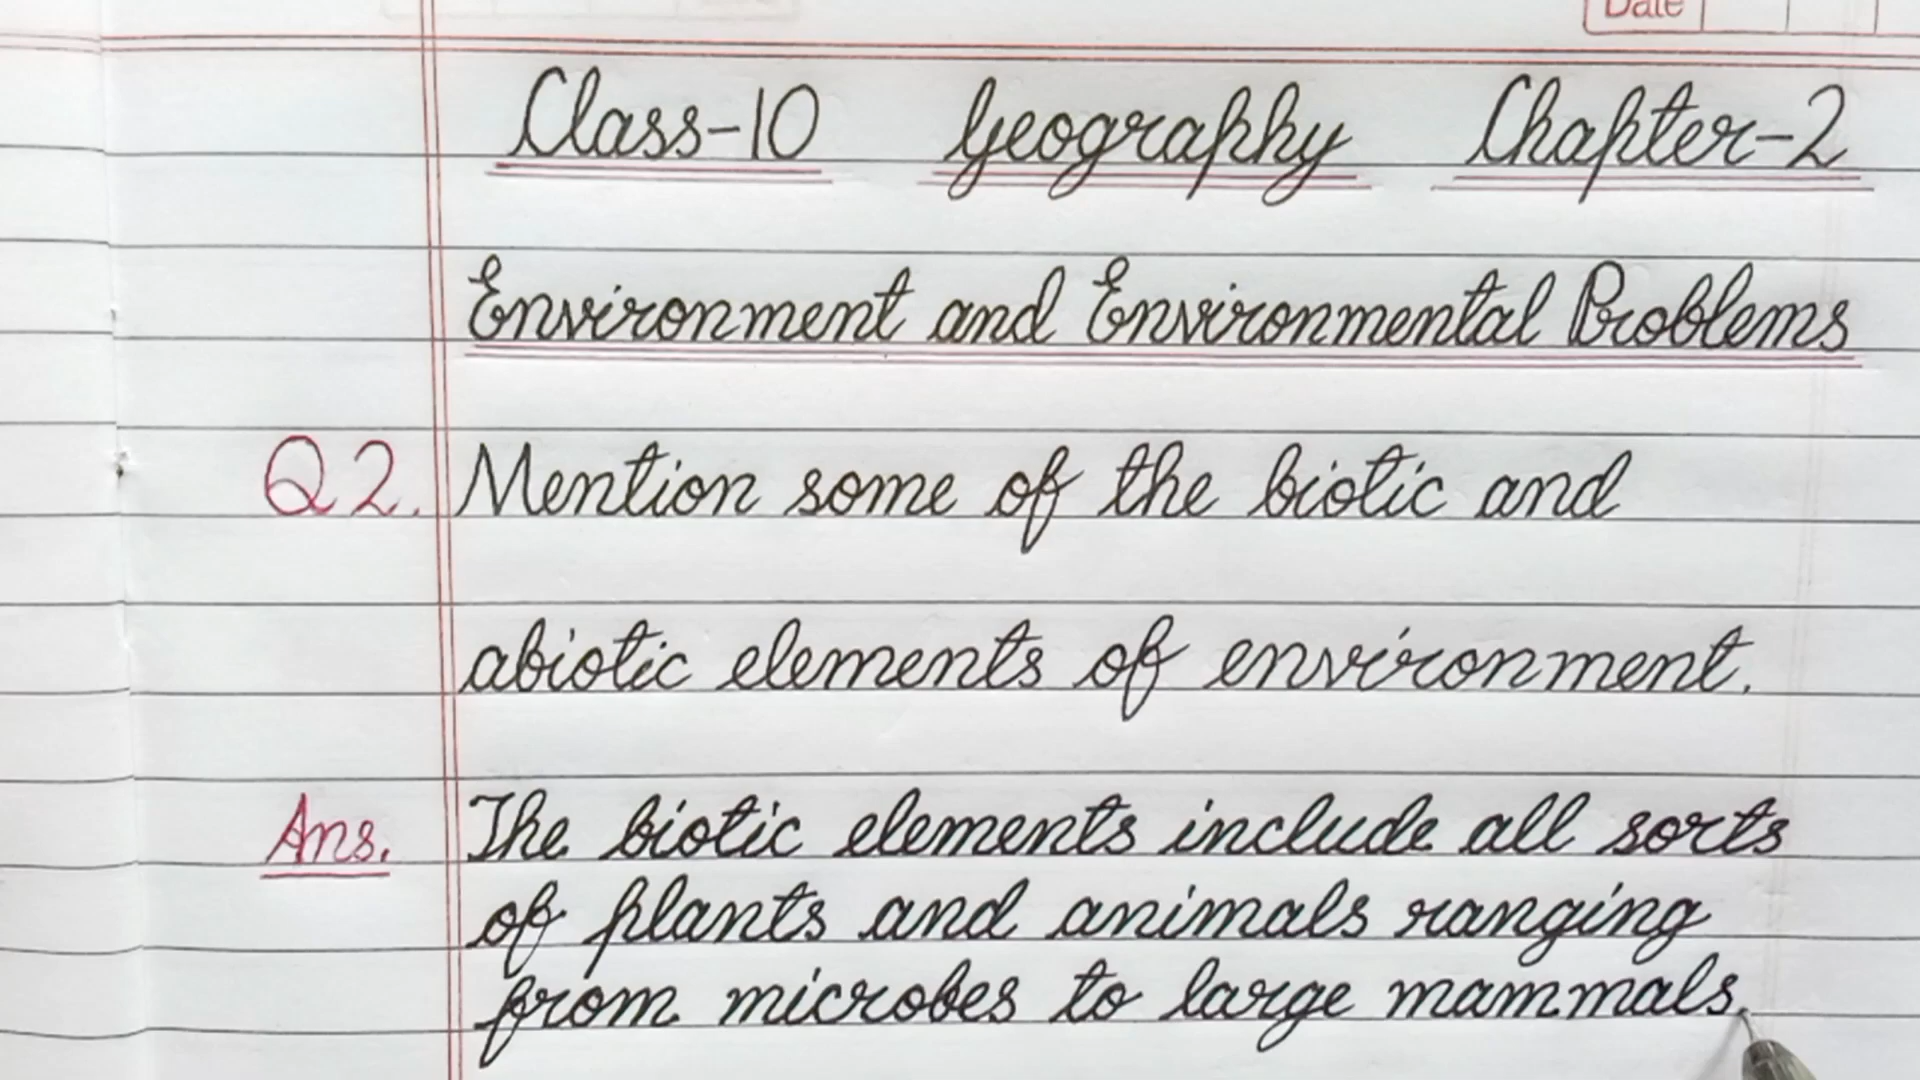 Date
Class-10 Geography Chapter-2
Environment and Environmental Problems
Q2. Mention some of the biotic and
abiotic elements of environment.
Ans. The biotic elements include all sorts
of plants and animals ranging
from microbes to large mammals.